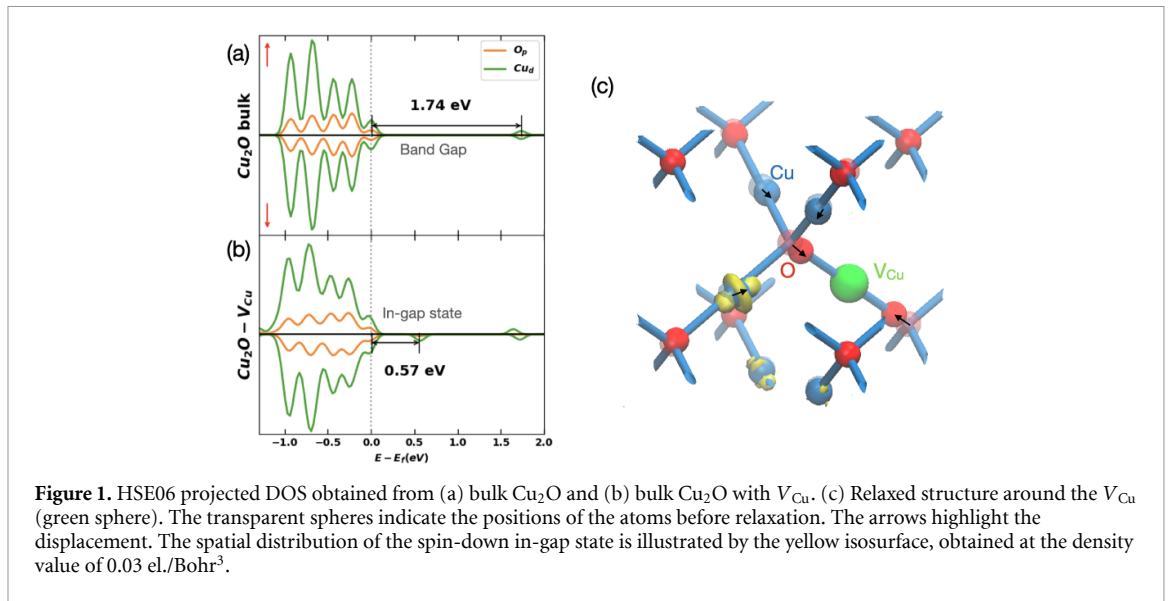 (a)
Cu₂O bulk
O_p
Cu_d
1.74 eV
Band Gap
(b)
Cu₂O − V_Cu
In-gap state
0.57 eV
−1.0 −0.5 0.0 0.5 1.0 1.5 2.0
E − E_f(eV)
(c)
Cu
O
V_Cu
Figure 1. HSE06 projected DOS obtained from (a) bulk Cu₂O and (b) bulk Cu₂O with V_Cu. (c) Relaxed structure around the V_Cu
(green sphere). The transparent spheres indicate the positions of the atoms before relaxation. The arrows highlight the
displacement. The spatial distribution of the spin-down in-gap state is illustrated by the yellow isosurface, obtained at the density
value of 0.03 el./Bohr³.